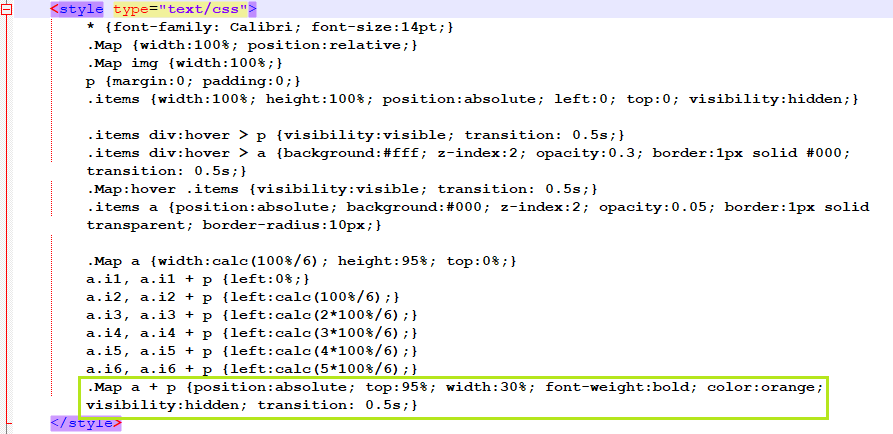 <style type="text/css">
* {font-family: Calibri; font-size:14pt;}
.Map {width:100%; position:relative;}
.Map img {width:100%;}
p {margin:0; padding:0;}
.items {width:100%; height:100%; position:absolute; left:0; top:0; visibility:hidden;}
.items div:hover > p {visibility:visible; transition: 0.5s;}
.items div:hover > a {background:#fff; z-index:2; opacity:0.3; border:1px solid #000;
transition: 0.5s;}
.Map:hover .items {visibility:visible; transition: 0.5s;}
.items a {position:absolute; background:#000; z-index:2; opacity:0.05; border:1px solid
transparent; border-radius:10px;}
.Map a {width:calc(100%/6); height:95%; top:0%;}
a.i1, a.i1 + p {left:0%;}
a.i2, a.i2 + p {left:calc(100%/6);}
a.i3, a.i3 + p {left:calc(2*100%/6);}
a.i4, a.i4 + p {left:calc(3*100%/6);}
a.i5, a.i5 + p {left:calc(4*100%/6);}
a.i6, a.i6 + p {left:calc(5*100%/6);}
.Map a + p {position:absolute; top:95%; width:30%; font-weight:bold; color:orange;
visibility:hidden; transition: 0.5s;}
</style>